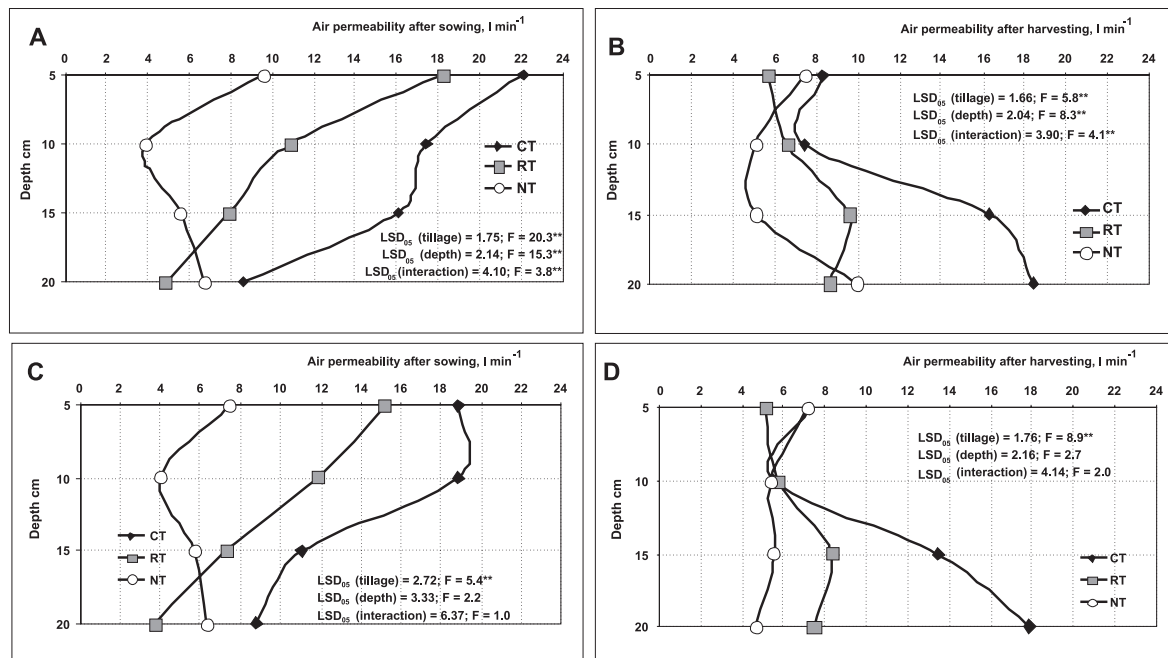 A
Air permeability after sowing, l min⁻¹
0 2 4 6 8 10 12 14 16 18 20 22 24
5
10
15
20
Depth cm
CT
RT
NT
LSD₀₅ (tillage) = 1.75; F = 20.3**
LSD₀₅ (depth) = 2.14; F = 15.3**
LSD₀₅ (interaction) = 4.10; F = 3.8**
B
Air permeability after harvesting, l min⁻¹
0 2 4 6 8 10 12 14 16 18 20 22 24
5
10
15
20
Depth cm
LSD₀₅ (tillage) = 1.66; F = 5.8**
LSD₀₅ (depth) = 2.04; F = 8.3**
LSD₀₅ (interaction) = 3.90; F = 4.1**
CT
RT
NT
C
Air permeability after sowing, l min⁻¹
0 2 4 6 8 10 12 14 16 18 20 22 24
5
10
15
20
Depth cm
CT
RT
NT
LSD₀₅ (tillage) = 2.72; F = 5.4**
LSD₀₅ (depth) = 3.33; F = 2.2
LSD₀₅ (interaction) = 6.37; F = 1.0
D
Air permeability after harvesting, l min⁻¹
0 2 4 6 8 10 12 14 16 18 20 22 24
5
10
15
20
Depth cm
LSD₀₅ (tillage) = 1.76; F = 8.9**
LSD₀₅ (depth) = 2.16; F = 2.7
LSD₀₅ (interaction) = 4.14; F = 2.0
CT
RT
NT